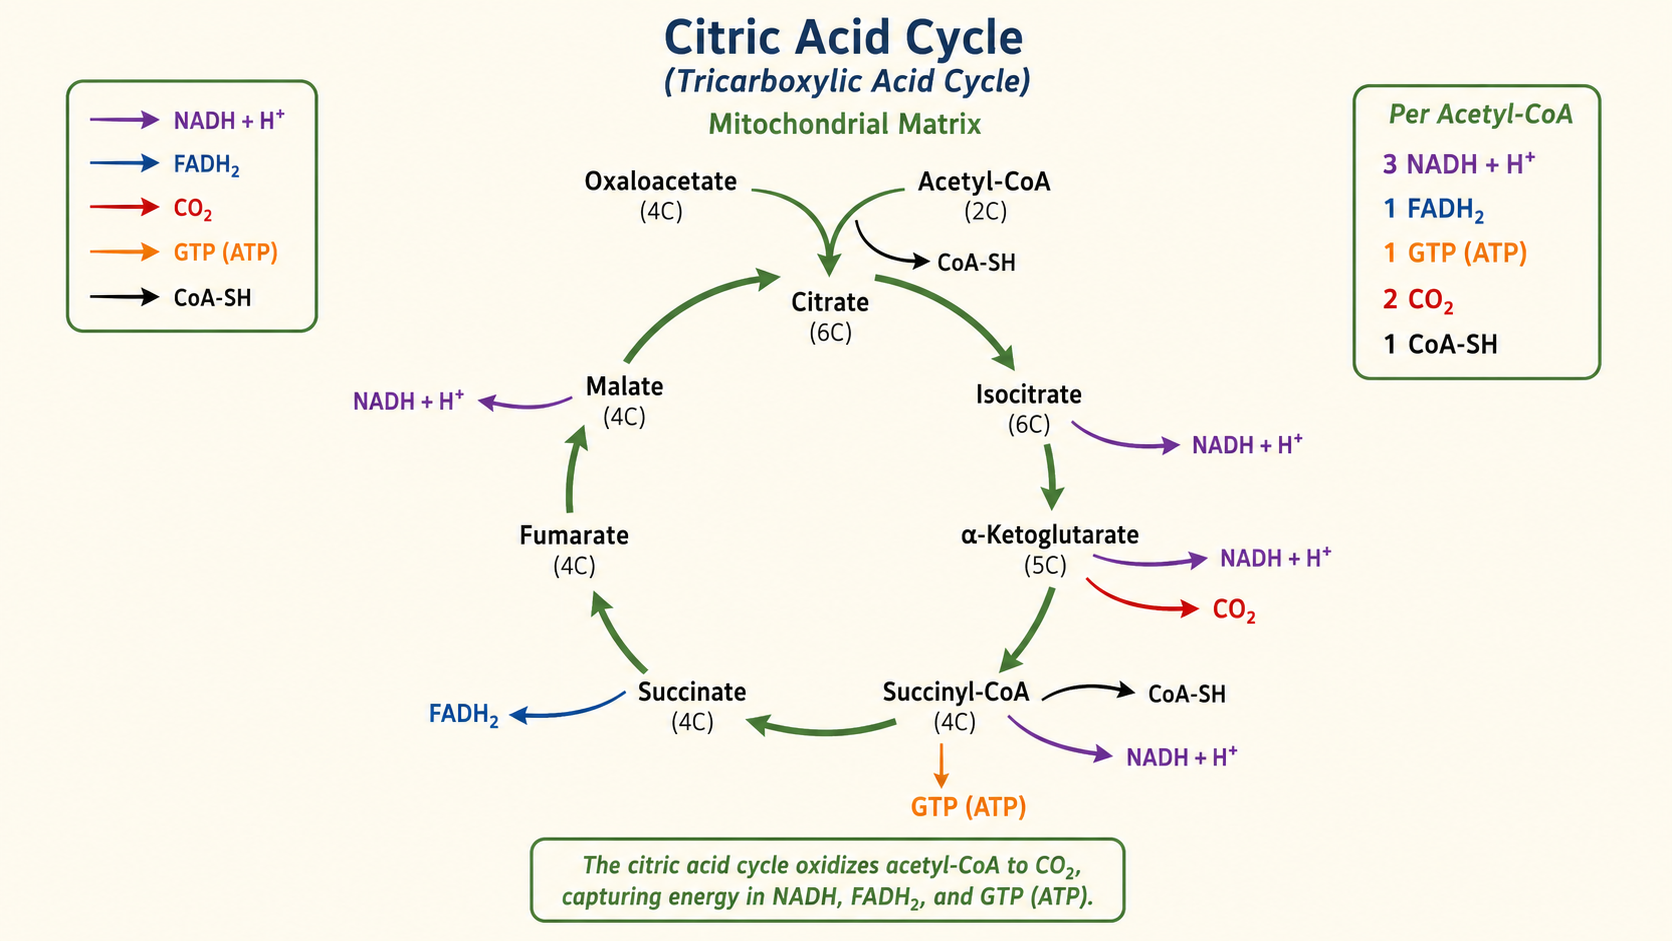 Citric Acid Cycle
(Tricarboxylic Acid Cycle)
Mitochondrial Matrix
NADH + H⁺
FADH₂
CO₂
GTP (ATP)
CoA-SH
Per Acetyl-CoA
3 NADH + H⁺
1 FADH₂
1 GTP (ATP)
2 CO₂
1 CoA-SH
Oxaloacetate
(4C)
Acetyl-CoA
(2C)
CoA-SH
Citrate
(6C)
Isocitrate
(6C)
NADH + H⁺
α-Ketoglutarate
(5C)
NADH + H⁺
CO₂
Succinyl-CoA
(4C)
CoA-SH
NADH + H⁺
GTP (ATP)
Succinate
(4C)
FADH₂
Fumarate
(4C)
Malate
(4C)
NADH + H⁺
The citric acid cycle oxidizes acetyl-CoA to CO₂,
capturing energy in NADH, FADH₂, and GTP (ATP).